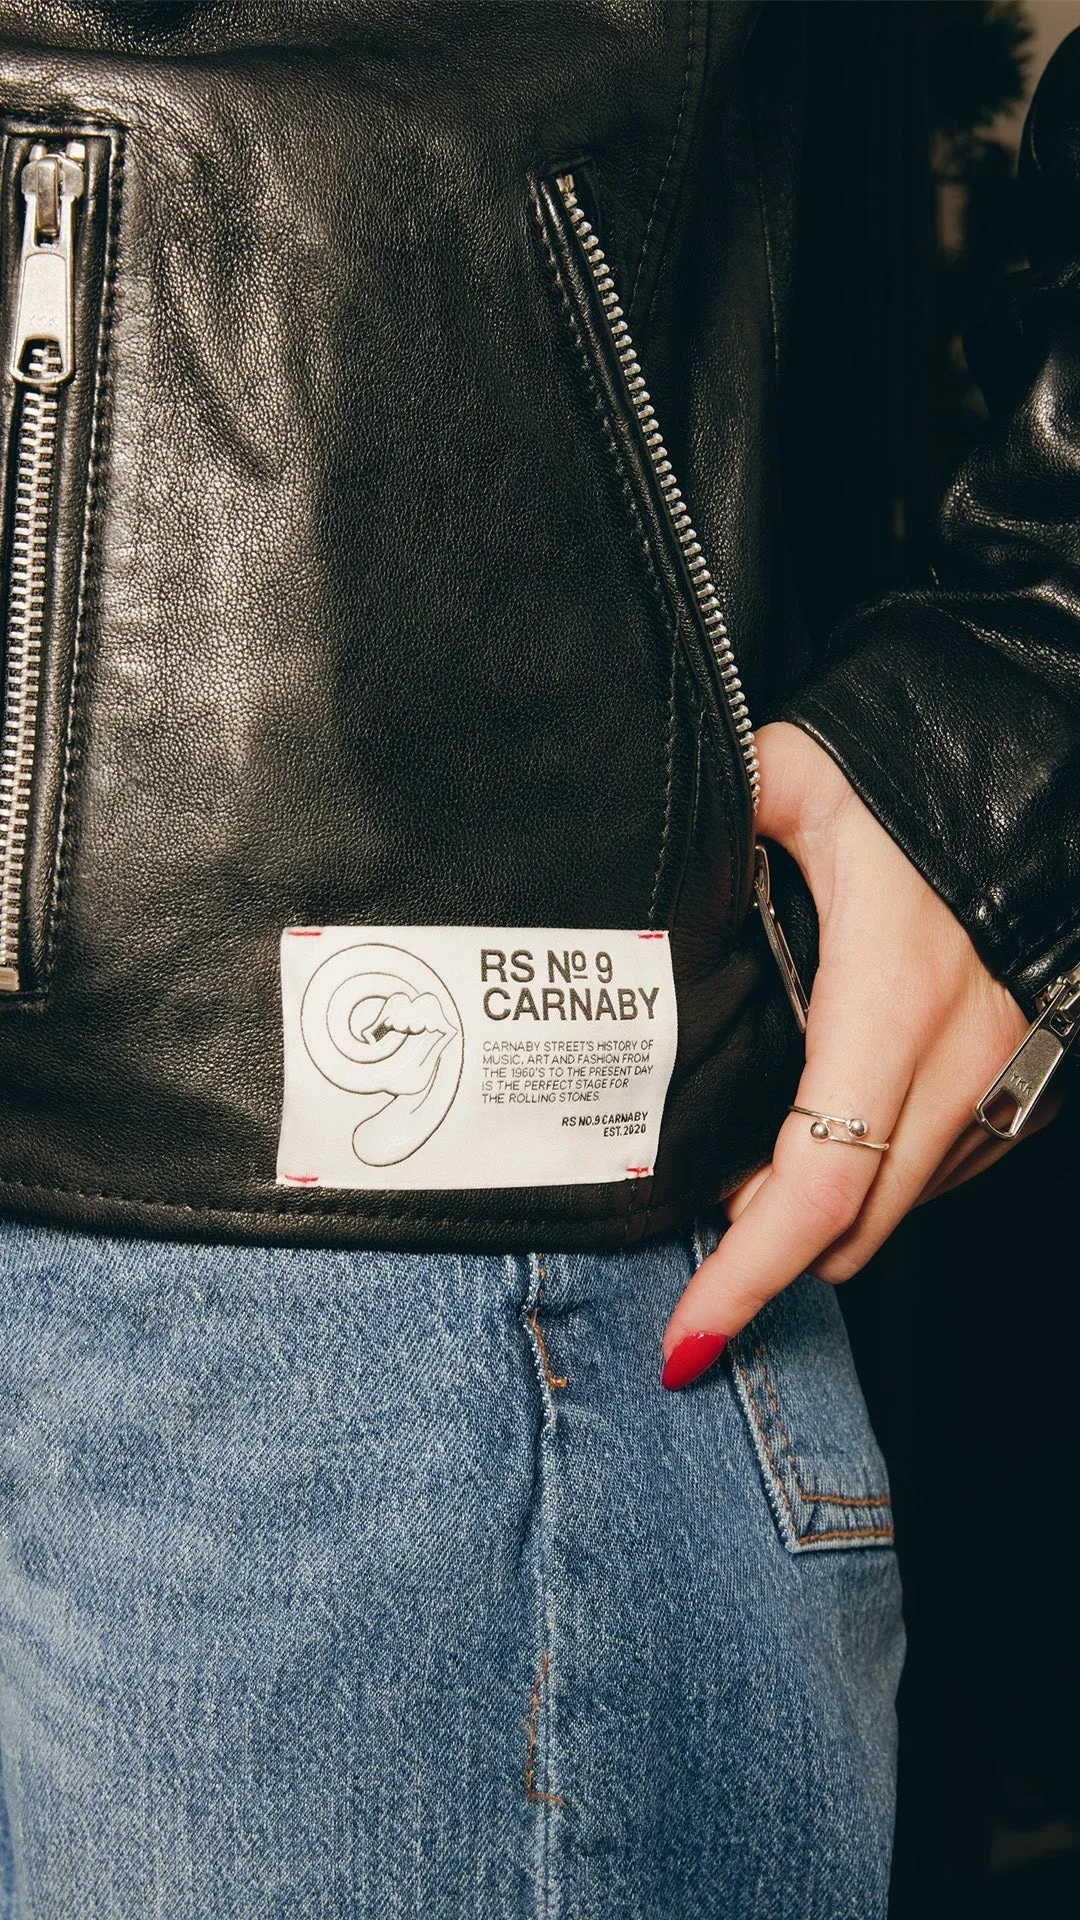 RS Nº 9
CARNABY
CARNABY STREET'S HISTORY OF
MUSIC, ART AND FASHION FROM
THE 1960'S TO THE PRESENT DAY
IS THE PERFECT STAGE FOR
THE ROLLING STONES.
RS NO.9 CARNABY
EST.2020